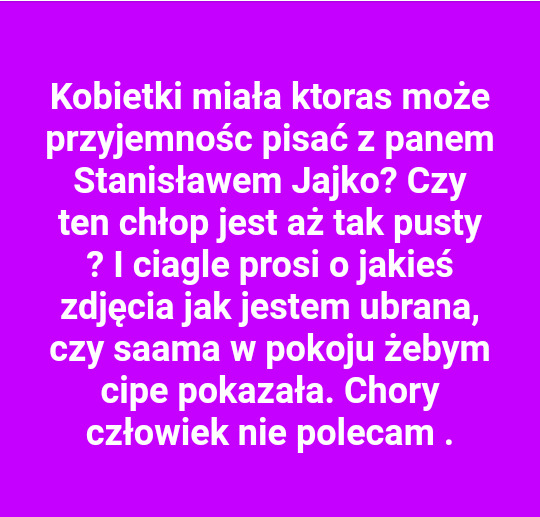 Kobietki miała ktoras może
przyjemnośc pisać z panem
Stanisławem Jajko? Czy
ten chłop jest aż tak pusty
? I ciagle prosi o jakieś
zdjęcia jak jestem ubrana,
czy saama w pokoju żebym
cipe pokazała. Chory
człowiek nie polecam .